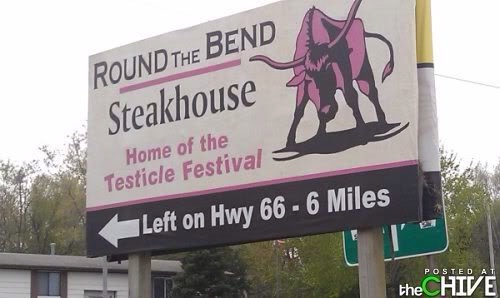 ROUND THE BEND
Steakhouse
Home of the
Testicle Festival
Left on Hwy 66 - 6 Miles
POSTED AT
theCHIVE